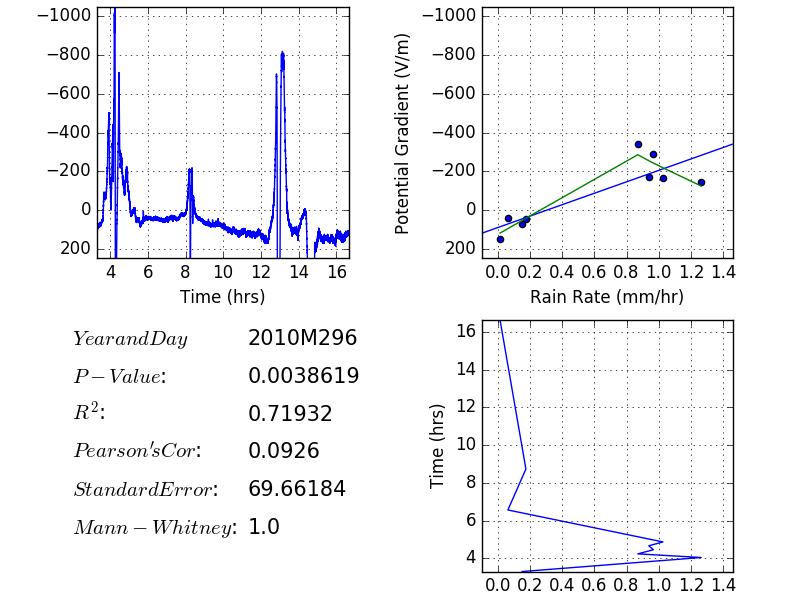 −1000
−800
−600
−400
−200
0
200
4 6 8 10 12 14 16
Time (hrs)
Potential Gradient (V/m)
−1000
−800
−600
−400
−200
0
200
0.0 0.2 0.4 0.6 0.8 1.0 1.2 1.4
Rain Rate (mm/hr)
YearandDay 2010M296
P−Value: 0.0038619
R²: 0.71932
Pearson'sCor: 0.0926
StandardError: 69.66184
Mann−Whitney: 1.0
Time (hrs)
16
14
12
10
8
6
4
0.0 0.2 0.4 0.6 0.8 1.0 1.2 1.4